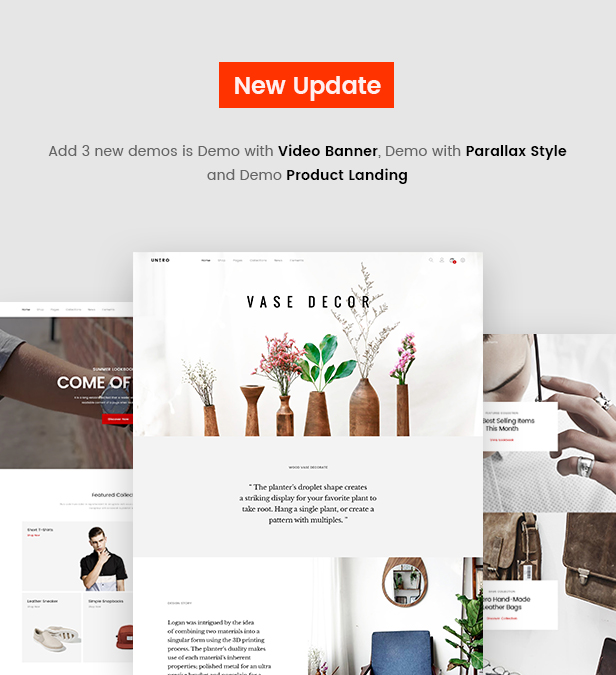 New Update
Add 3 new demos is Demo with Video Banner, Demo with Parallax Style
and Demo Product Landing
UNERO
Home Shop Pages Collections News Contacts
VASE DECOR
WOOD VASE DECORATE
“ The planter’s droplet shape creates
a striking display for your favorite plant to
take root. Hang a single plant, or create a
pattern with multiples. ”
DESIGN STORY
Logan was intrigued by the idea
of combining two materials into a
singular form using the 3D printing
process. The planter’s duality makes
use of each material’s inherent
properties; polished metal for an ultra
Home Shop Pages Collections News Contacts
SUMMER LOOKBOOK
COME OF
Discover Now
Featured Collec
Short T-Shirts
Shop Now
Leather Sneaker
Shop Now
Simple Snapbacks
Shop Now
Best Selling Items
This Month
View Lookbook
Hand-Made
Leather Bags
Discover Collection